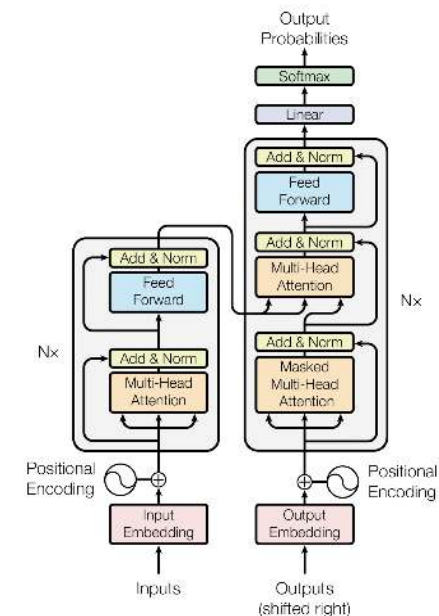 Output
Probabilities
Softmax
Linear
Add & Norm
Feed
Forward
Add & Norm
Multi-Head
Attention
Add & Norm
Masked
Multi-Head
Attention
Nx
Add & Norm
Feed
Forward
Add & Norm
Multi-Head
Attention
Nx
Positional
Encoding
Input
Embedding
Inputs
Positional
Encoding
Output
Embedding
Outputs
(shifted right)